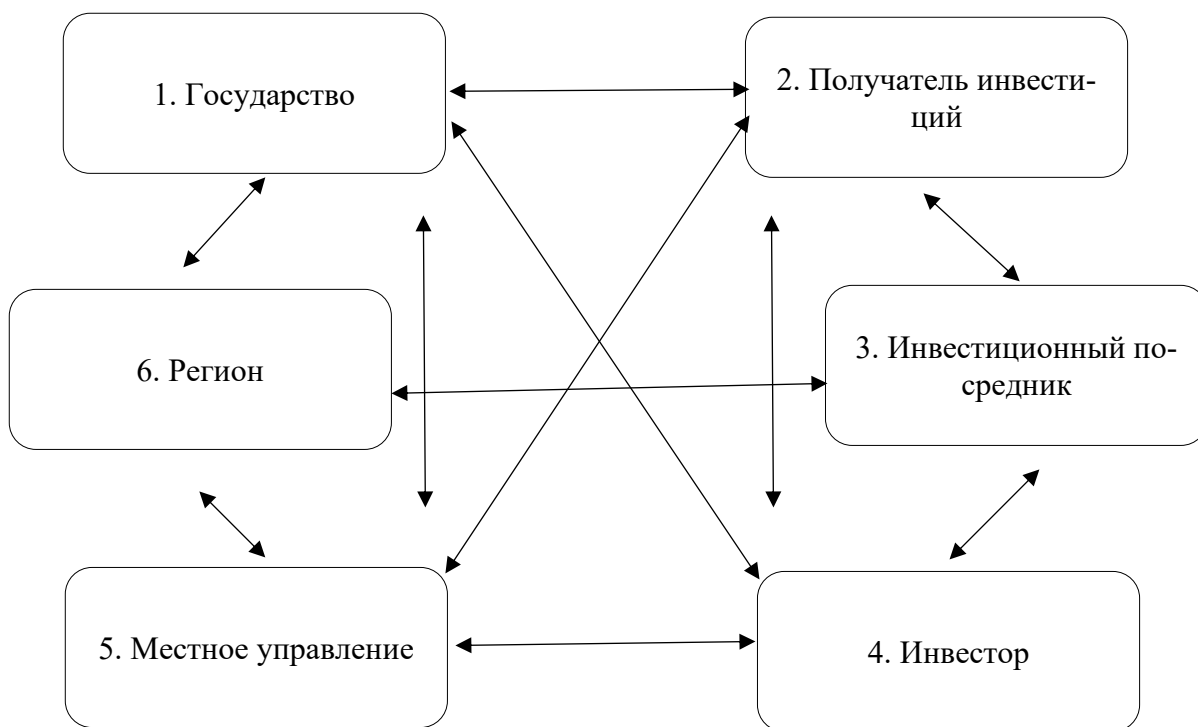 1. Государство
2. Получатель инвести-
ций
6. Регион
3. Инвестиционный по-
средник
5. Местное управление
4. Инвестор